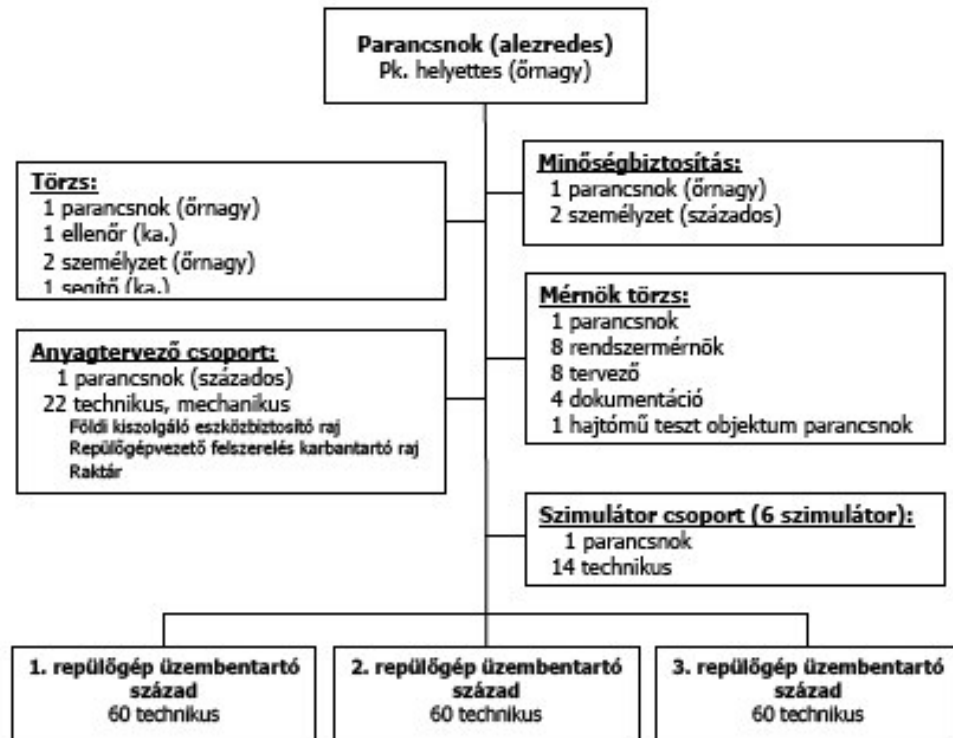 Parancsnok (alezredes)
Pk. helyettes (őrnagy)
Törzs:
1 parancsnok (őrnagy)
1 ellenőr (ka.)
2 személyzet (őrnagy)
1 segítő (ka.)
Minőségbiztosítás:
1 parancsnok (őrnagy)
2 személyzet (százados)
Anyagtervező csoport:
1 parancsnok (százados)
22 technikus, mechanikus
Földi kiszolgáló eszközbiztosító raj
Repülőgépvezető felszerelés karbantartó raj
Raktár
Mérnök törzs:
1 parancsnok
8 rendszermérnök
8 tervező
4 dokumentáció
1 hajtómű teszt objektum parancsnok
Szimulátor csoport (6 szimulátor):
1 parancsnok
14 technikus
1. repülőgép üzembentartó
század
60 technikus
2. repülőgép üzembentartó
század
60 technikus
3. repülőgép üzembentartó
század
60 technikus